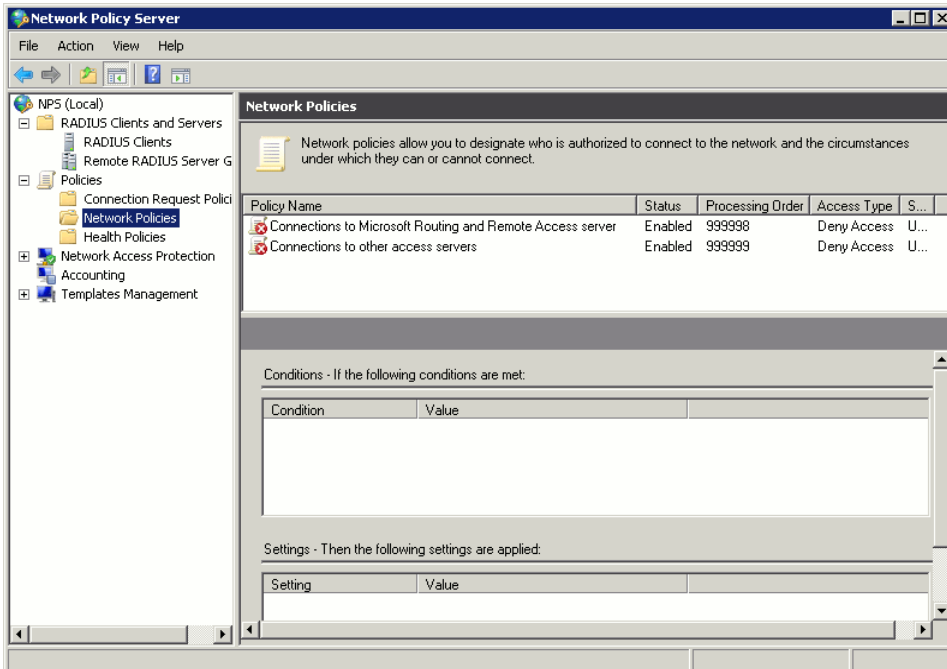 Network Policy Server
File Action View Help
NPS (Local)
RADIUS Clients and Servers
RADIUS Clients
Remote RADIUS Server G
Policies
Connection Request Polici
Network Policies
Health Policies
Network Access Protection
Accounting
Templates Management
Network Policies
Network policies allow you to designate who is authorized to connect to the network and the circumstances
under which they can or cannot connect.
Policy Name Status Processing Order Access Type S...
Connections to Microsoft Routing and Remote Access server Enabled 999998 Deny Access U...
Connections to other access servers Enabled 999999 Deny Access U...
Conditions - If the following conditions are met:
Condition Value
Settings - Then the following settings are applied:
Setting Value